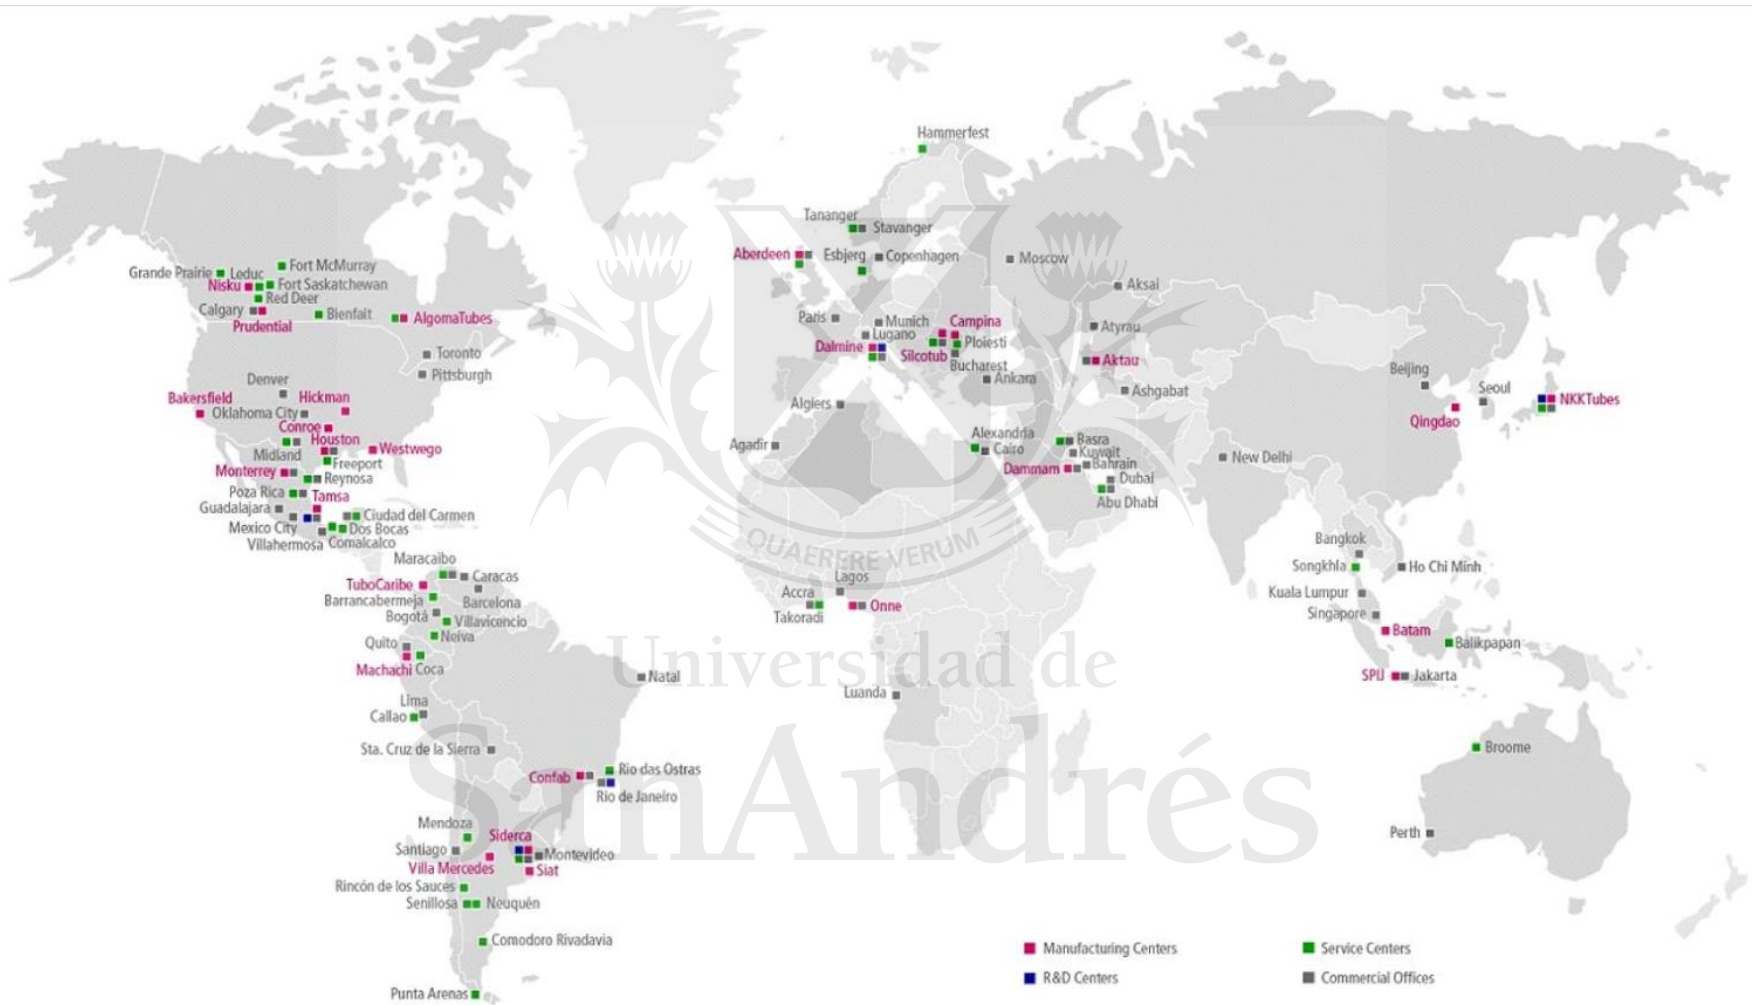 Hammerfest
Tananger
Stavanger
Aberdeen
Esbjerg
Copenhagen
Moscow
Grande Prairie
Leduc
Fort McMurray
Nisku
Fort Saskatchewan
Red Deer
Calgary
Prudential
Bienfait
AlgomaTubes
Aksai
Paris
Munich
Campina
Atyrau
Lugano
Dalmine
Silcotub
Ploiesti
Bucharest
Aktau
Toronto
Pittsburgh
Ankara
Ashgabat
Beijing
Seoul
Denver
Bakersfield
Hickman
Oklahoma City
Conroe
Houston
Midland
Westwego
Freeport
Algiers
Agadir
Alexandria
Cairo
Basra
Kuwait
Bahrain
Dammam
Dubai
Abu Dhabi
New Delhi
Qingdao
NKKTubes
Monterrey
Reynosa
Poza Rica
Tamsa
Guadalajara
Ciudad del Carmen
Mexico City
Dos Bocas
Villahermosa
Comalcalco
QUAERERE VERUM
Bangkok
Songkhla
Ho Chi Minh
Kuala Lumpur
Singapore
Batam
Balikpapan
SPIJ
Jakarta
Maracaibo
Caracas
TuboCaribe
Barcelona
Barrancabermeja
Bogotá
Villavicencio
Neiva
Quito
Machachi
Coca
Lagos
Accra
Takoradi
Onne
Universidad de
Natal
Luanda
Lima
Callao
Sta. Cruz de la Sierra
SanAndrés
Broome
Confab
Rio das Ostras
Rio de Janeiro
Perth
Mendoza
Siderca
Santiago
Montevideo
Villa Mercedes
Siat
Rincón de los Sauces
Senillosa
Neuquén
Comodoro Rivadavia
Punta Arenas
Manufacturing Centers
Service Centers
R&D Centers
Commercial Offices